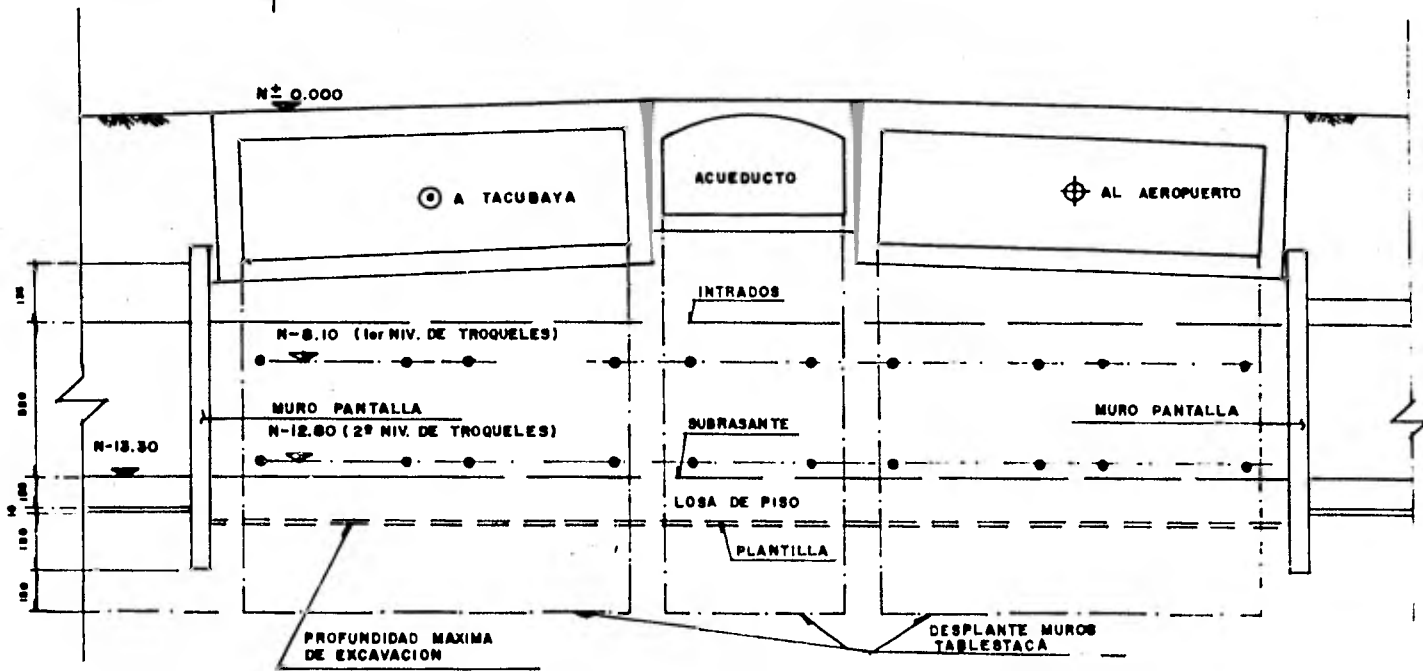 N± 0.000
ACUEDUCTO
A TACUBAYA
AL AEROPUERTO
INTRADOS
N-8.10 (1er NIV. DE TROQUELES)
MURO PANTALLA
MURO PANTALLA
N-12.80 (2º NIV. DE TROQUELES)
SUBRASANTE
N-13.30
LOSA DE PISO
PLANTILLA
PROFUNDIDAD MAXIMA
DE EXCAVACION
DESPLANTE MUROS
TABLESTACA